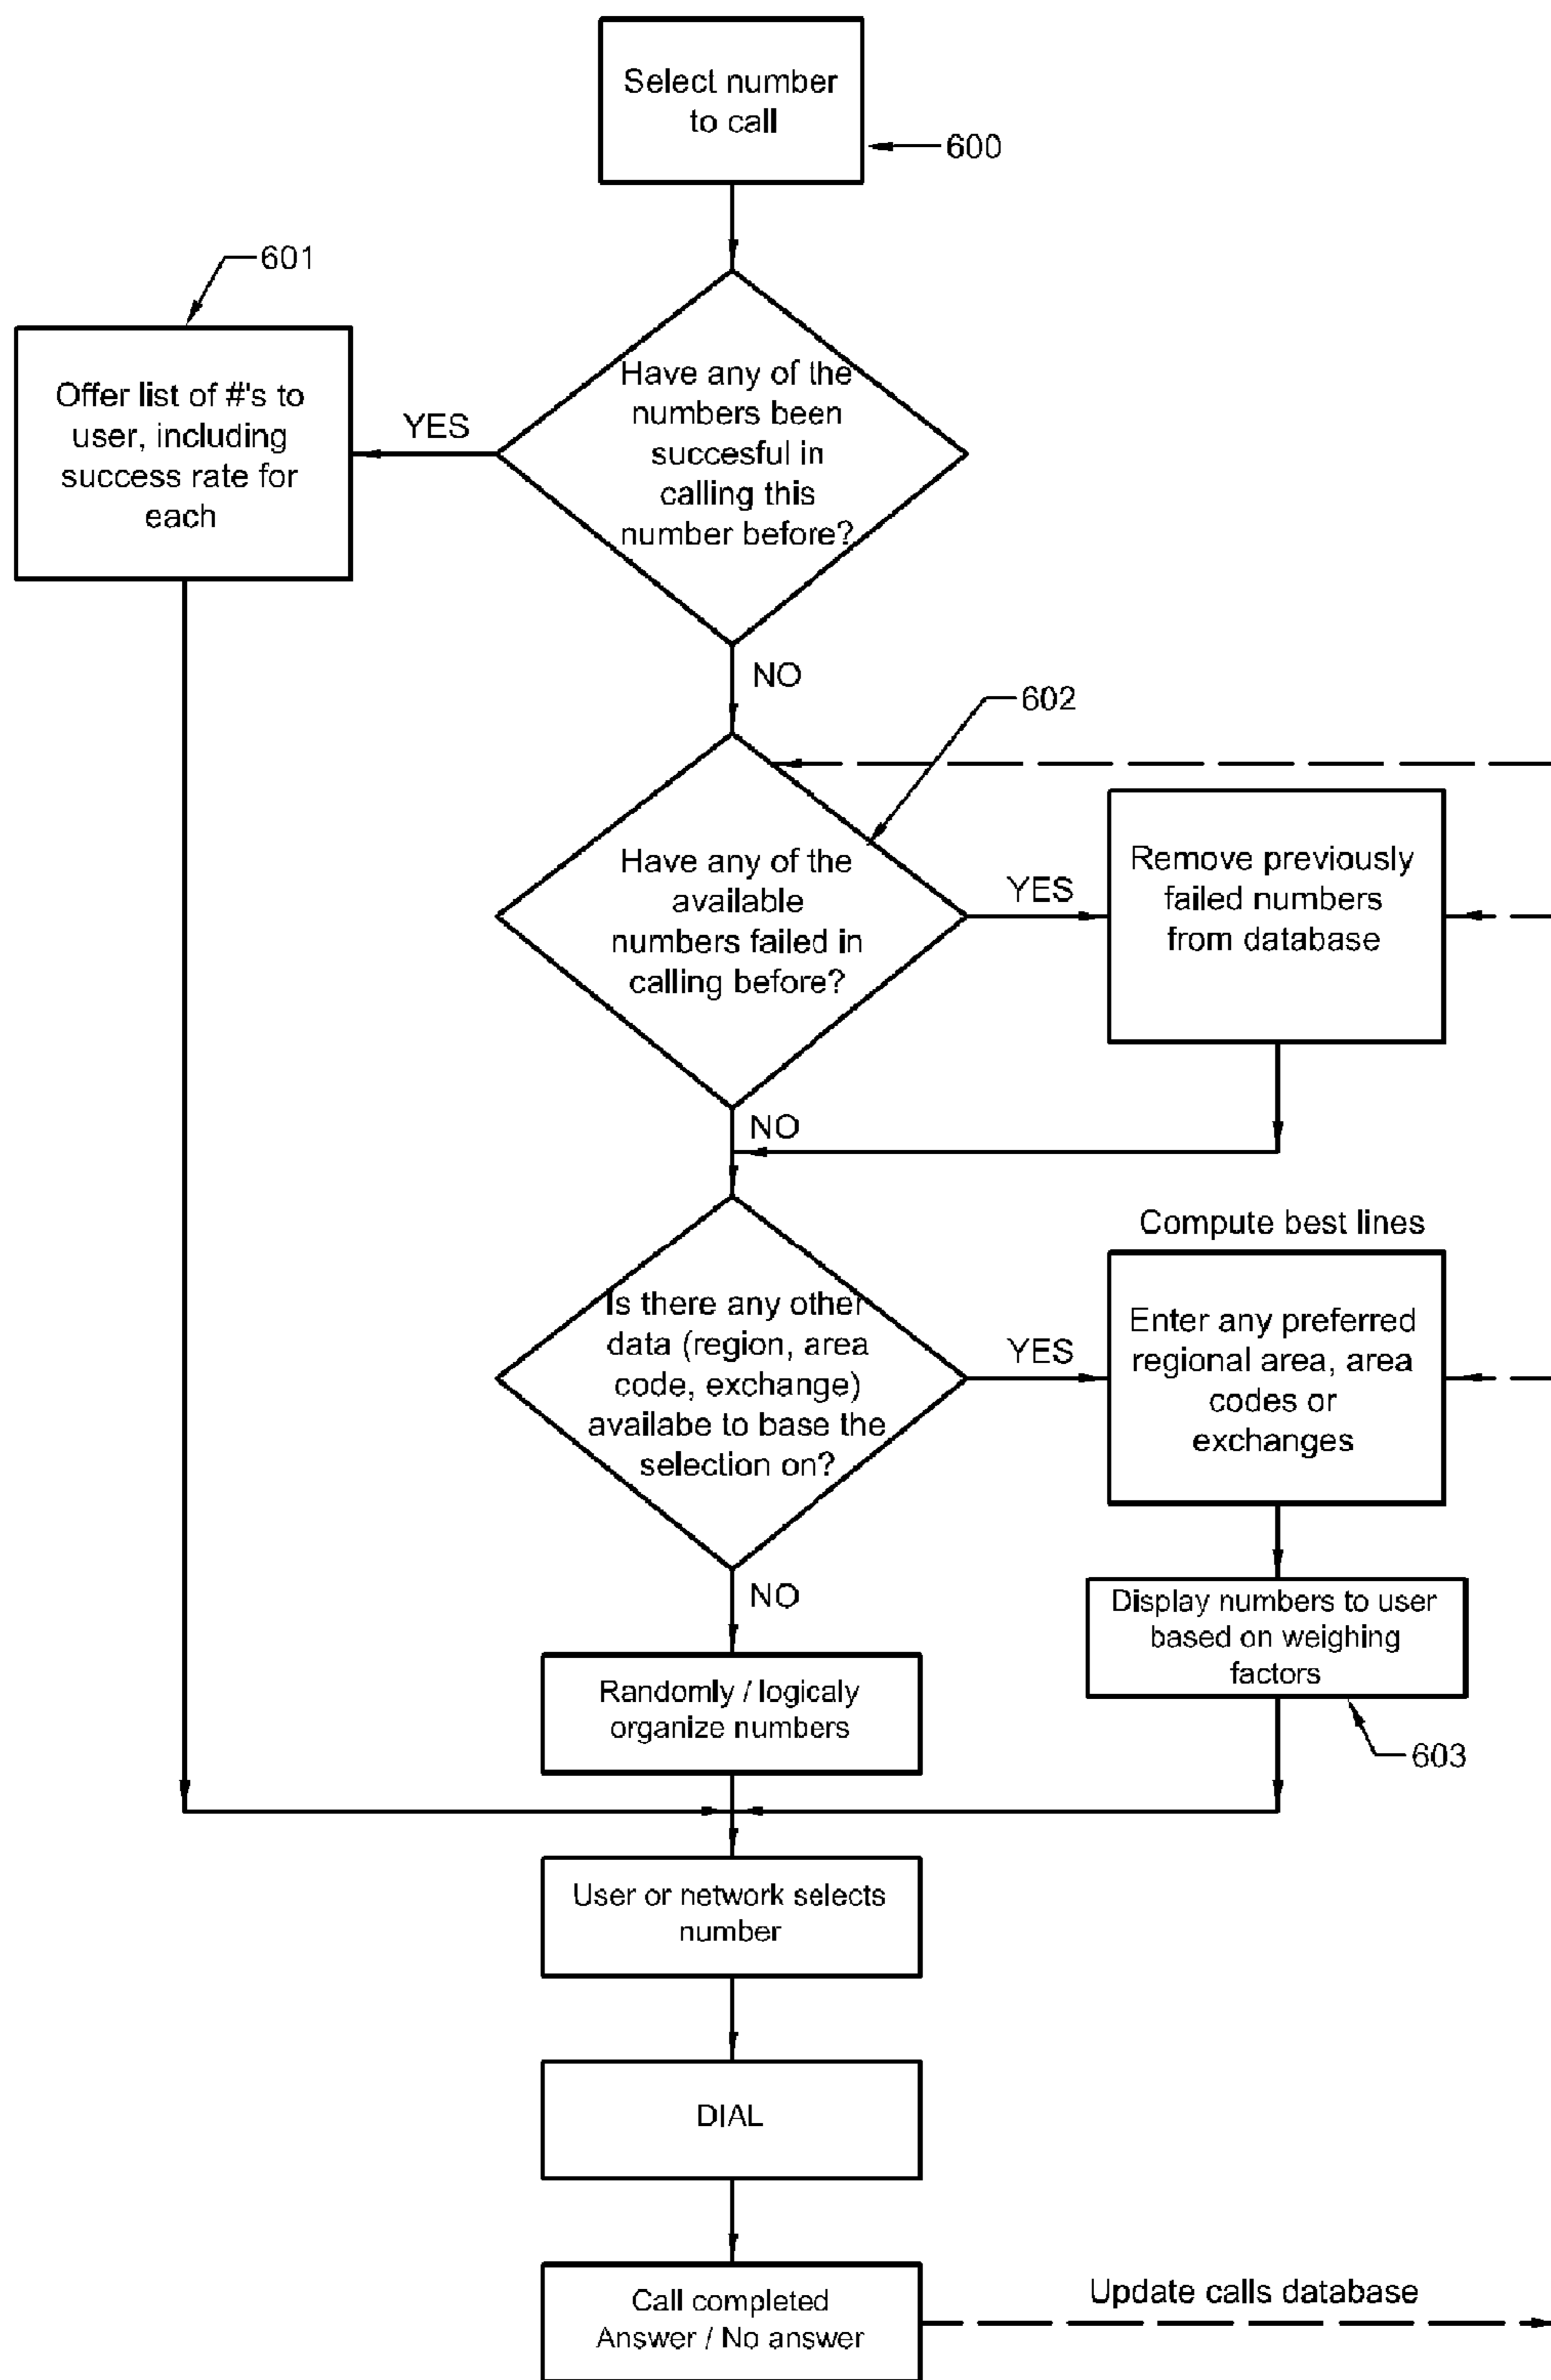 Select number
to call
600
601
Offer list of #'s to
user, including
success rate for
each
YES
Have any of the
numbers been
succesful in
calling this
number before?
NO
602
Have any of the
available
numbers failed in
calling before?
YES
Remove previously
failed numbers
from database
NO
Compute best lines
Is there any other
data (region, area
code, exchange)
availabe to base the
selection on?
YES
Enter any preferred
regional area, area
codes or
exchanges
NO
Display numbers to user
based on weighing
factors
603
Randomly / logicaly
organize numbers
User or network selects
number
DIAL
Call completed
Answer / No answer
Update calls database